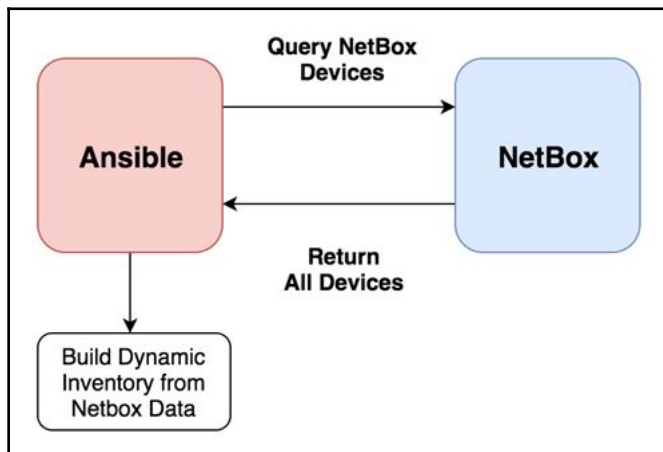 Query NetBox
Devices
Ansible
NetBox
Return
All Devices
Build Dynamic
Inventory from
Netbox Data